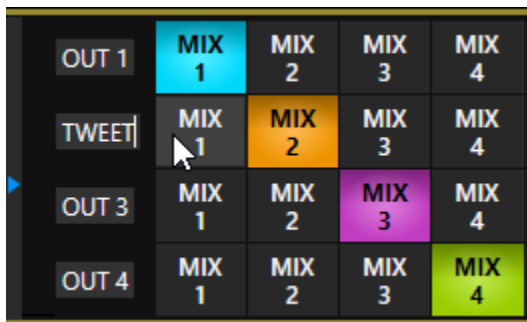 OUT 1 MIX 1 MIX 2 MIX 3 MIX 4
TWEET MIX 1 MIX 2 MIX 3 MIX 4
OUT 3 MIX 1 MIX 2 MIX 3 MIX 4
OUT 4 MIX 1 MIX 2 MIX 3 MIX 4